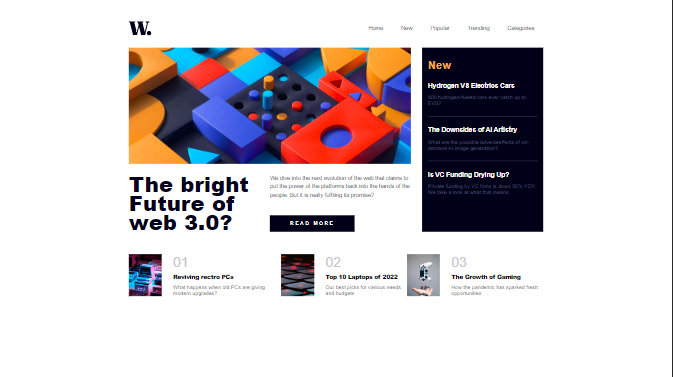 W.
Home New Popular Trending Categories
New
Hydrogen VS Electrics Cars
Will hydrogen-fueled cars ever catch up to
EVS?
The Downsides of AI Artistry
What are the possible adverseeffects of on-
demand AI image generation?
Is VC Funding Drying Up?
Private funding by VC firms is down 50% YOY.
We take a look at what that means.
The bright
Future of
web 3.0?
We dive into the next evolution of the web that claims to
put the power of the platforms back into the hands of the
people. But it is really fulfiling its promise?
READ MORE
01
Reviving rectro PCs
What happens when old PCs are giving
modern upgrades?
02
Top 10 Laptops of 2022
Our best picks for various needs
and budgets
03
The Growth of Gaming
How the pandemic has sparked fresh
opportunities